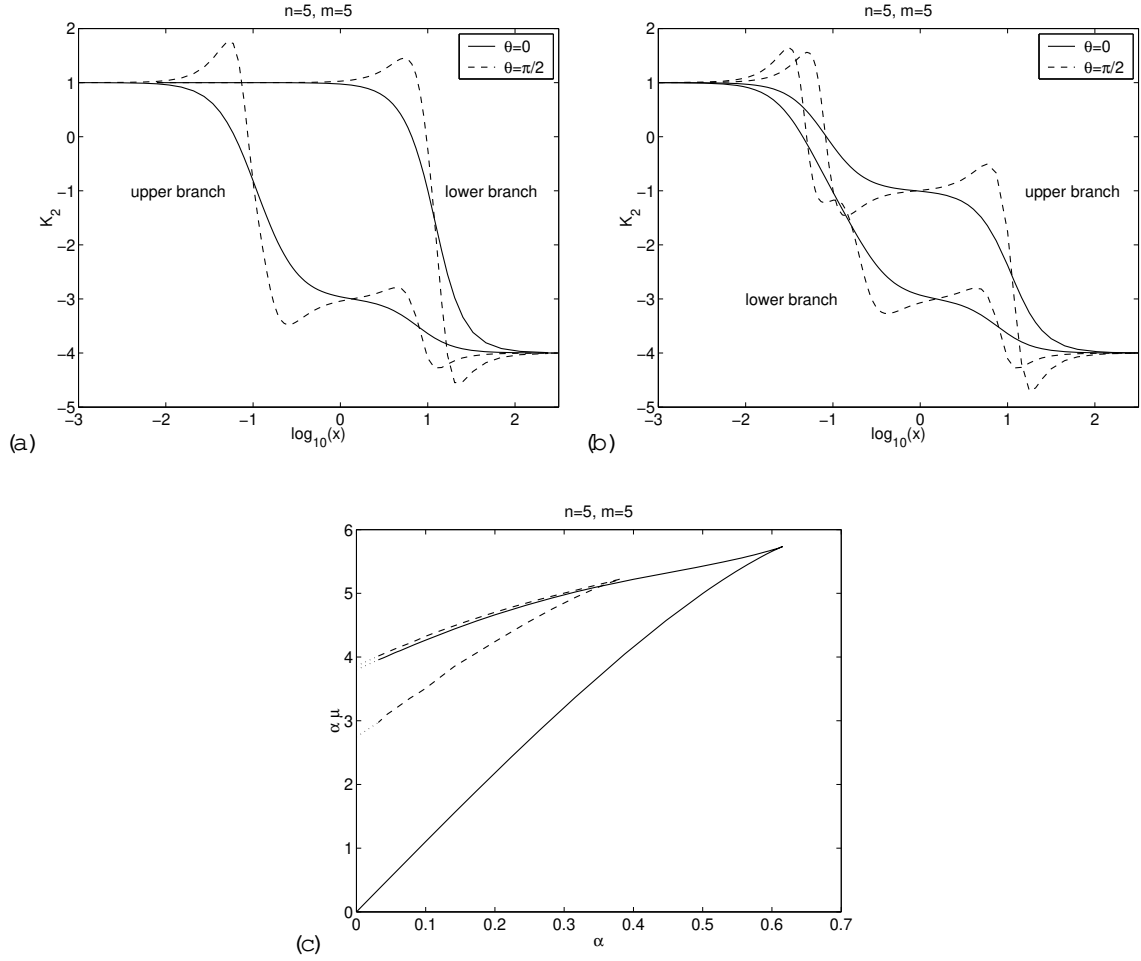 n=5, m=5
2
1
0
−1
−2
−3
−4
−5
K₂
−3
−2
−1
0
1
2
log₁₀(x)
θ=0
θ=π/2
upper branch
lower branch
(a)
n=5, m=5
2
1
0
−1
−2
−3
−4
−5
K₂
−3
−2
−1
0
1
2
log₁₀(x)
θ=0
θ=π/2
upper branch
lower branch
(b)
n=5, m=5
6
5
4
3
2
1
0
α μ
0
0.1
0.2
0.3
0.4
0.5
0.6
0.7
α
(c)